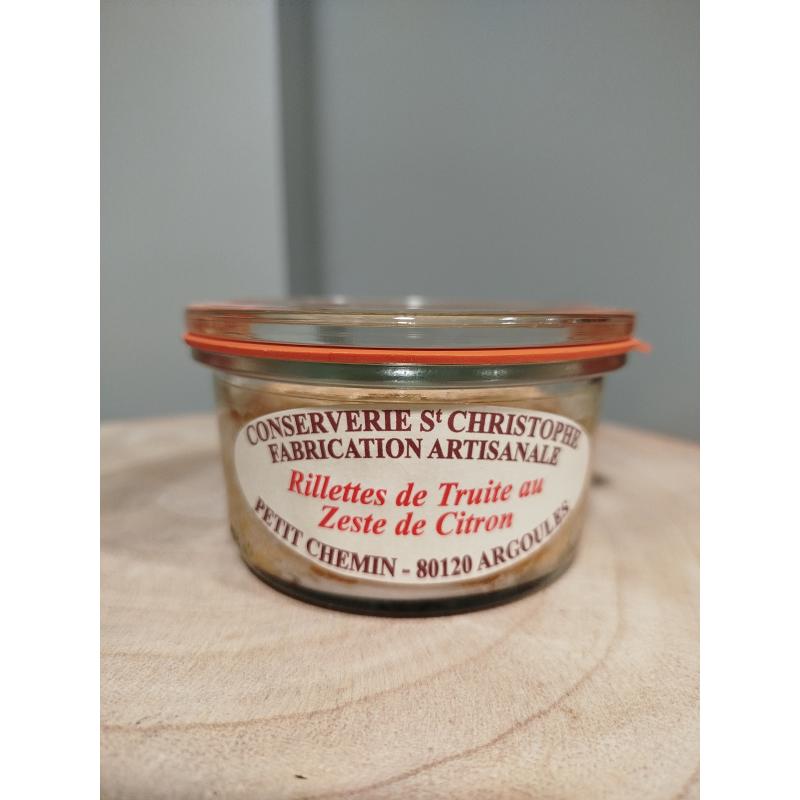 CONSERVERIE St CHRISTOPHE
FABRICATION ARTISANALE
Rillettes de Truite au
Zeste de Citron
PETIT CHEMIN - 80120 ARGOULES